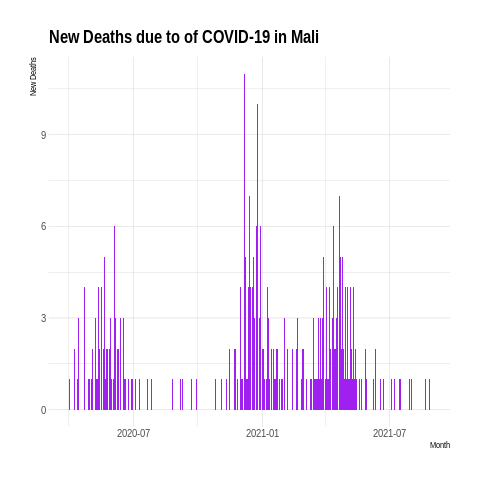 New Deaths due to of COVID-19 in Mali
New Deaths
9
6
3
0
2020-07
2021-01
2021-07
Month